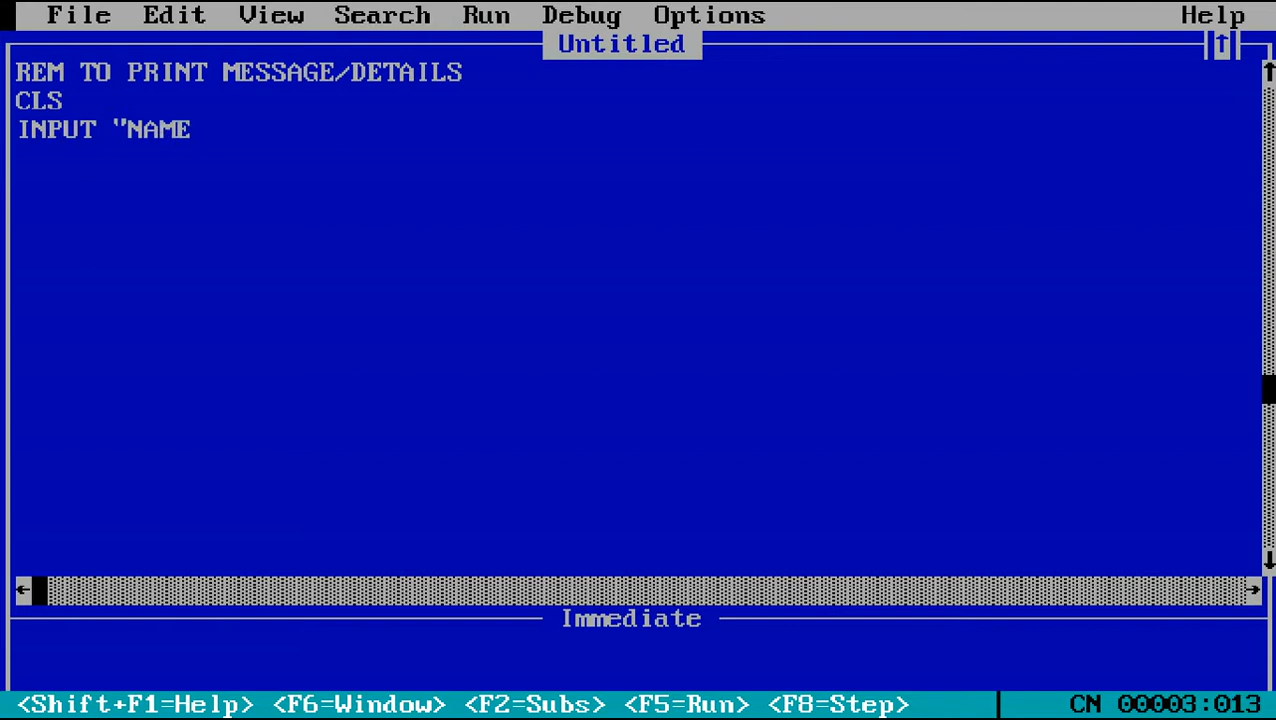 File Edit View Search Run Debug Options Help
Untitled ↑
REM TO PRINT MESSAGE/DETAILS
CLS
INPUT "NAME
Immediate
<Shift+F1=Help> <F6=Window> <F2=Subs> <F5=Run> <F8=Step> CN 00003:013